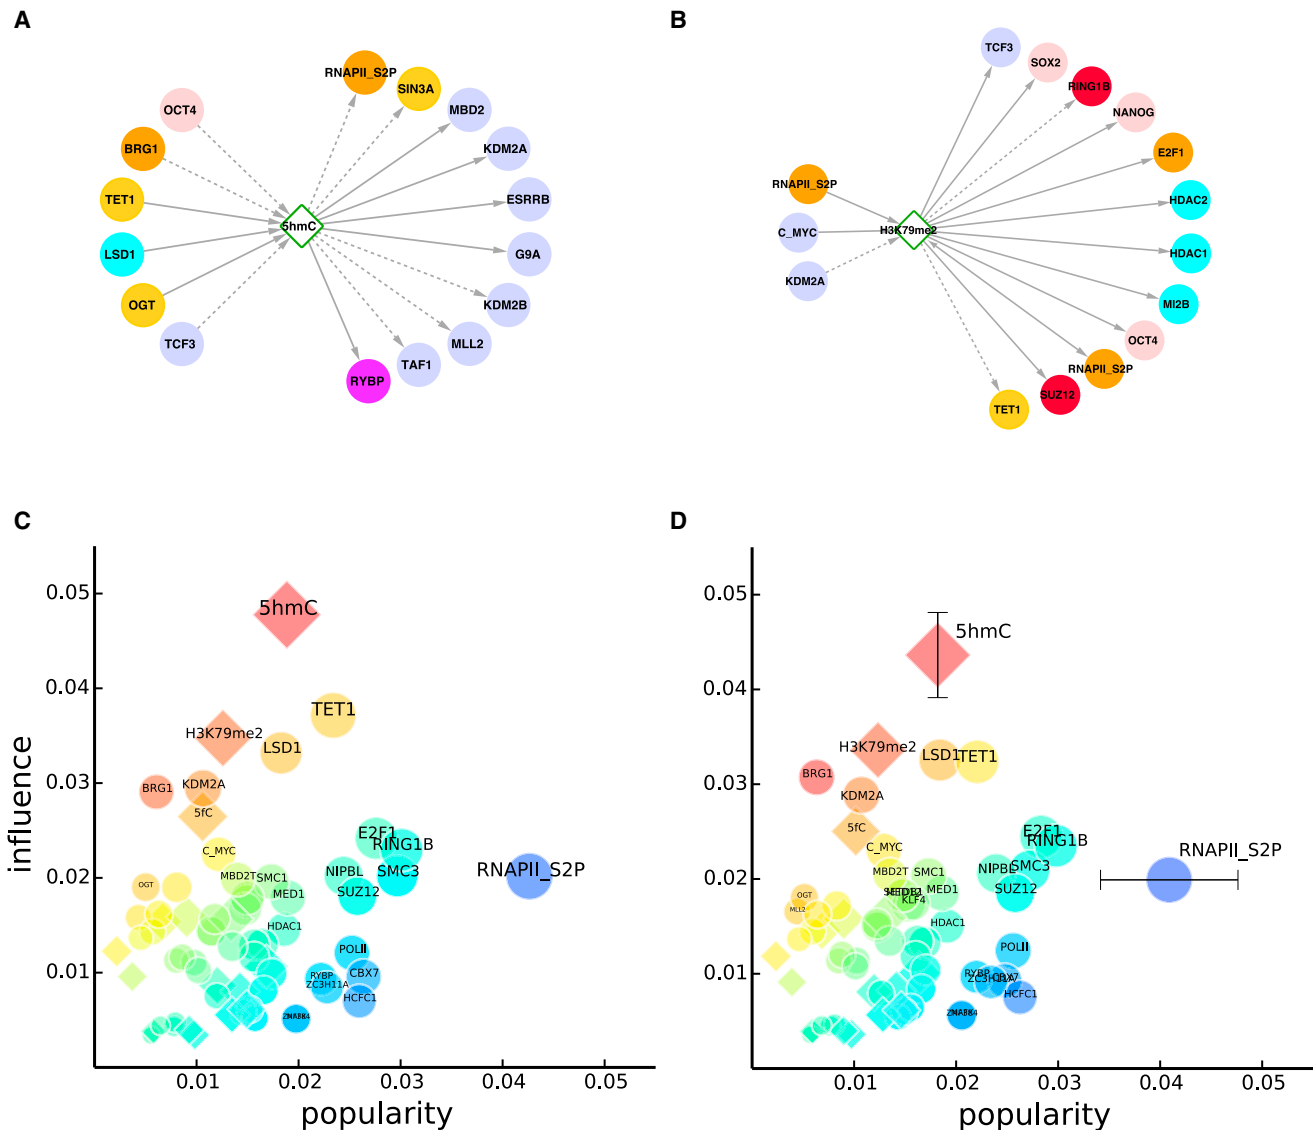 A
RNAPII_S2P
SIN3A
OCT4
MBD2
BRG1
KDM2A
TET1
ESRRB
5hmC
LSD1
G9A
OGT
KDM2B
TCF3
MLL2
TAF1
RYBP
B
TCF3
SOX2
RING1B
NANOG
E2F1
RNAPII_S2P
HDAC2
C_MYC
H3K79me2
HDAC1
KDM2A
MI2B
OCT4
RNAPII_S2P
SUZ12
TET1
C
0.05
5hmC
0.04
TET1
H3K79me2
LSD1
0.03
BRG1
KDM2A
5fC
E2F1
RING1B
C_MYC
0.02
OGT
MBD2T
SMC1
NIPBL
SMC3
RNAPII_S2P
SUZ12
MED1
HDAC1
POLII
0.01
RYBP
CBX7
ZC3H11A
HCFC1
influence
0.01
0.02
0.03
0.04
0.05
popularity
D
0.05
5hmC
0.04
H3K79me2
LSD1
TET1
0.03
BRG1
KDM2A
5fC
E2F1
RING1B
C_MYC
RNAPII_S2P
0.02
MBD2T
SMC1
NIPBL
SMC3
OGT
MED1
SUZ12
KLF4
MLL2
HDAC1
POLII
0.01
RYBP
CBX7
ZC3H11A
HCFC1
0.01
0.02
0.03
0.04
0.05
popularity